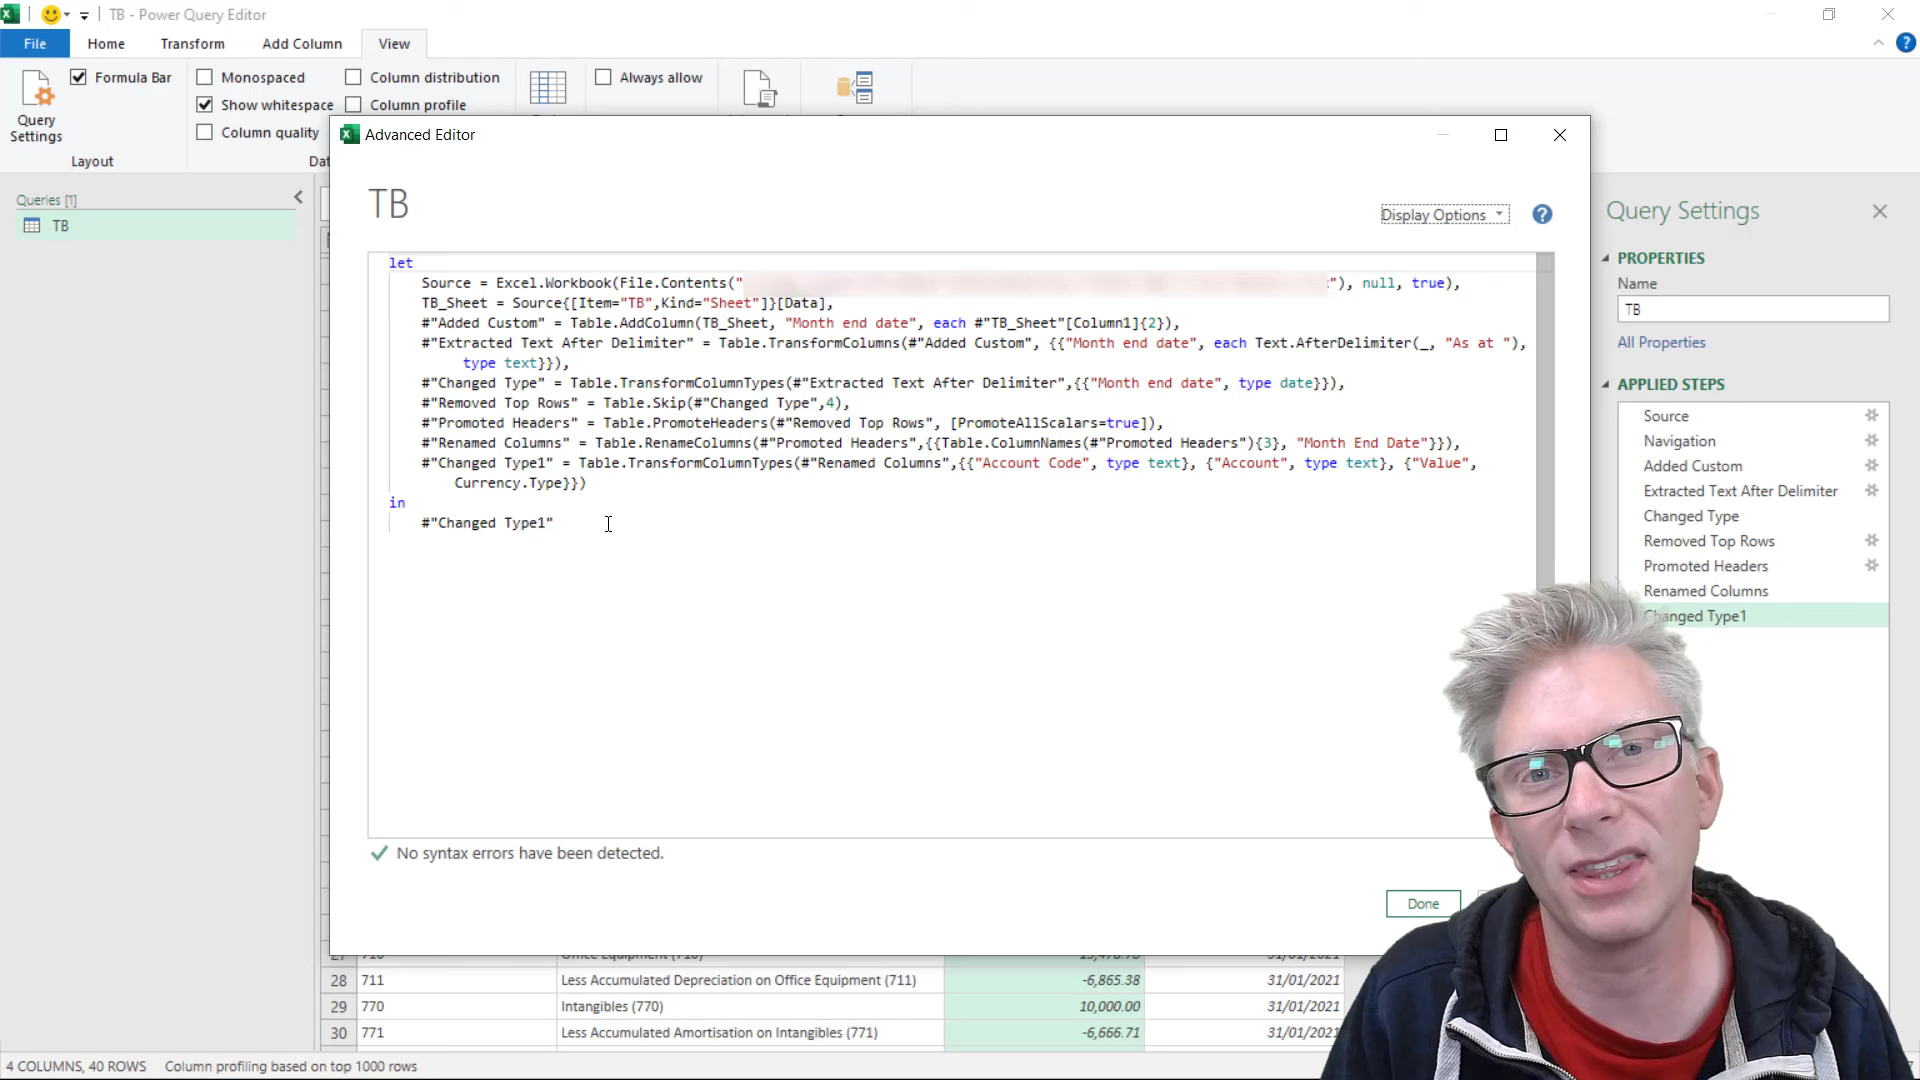 TB - Power Query Editor
File
Home
Transform
Add Column
View
Query
Settings
Formula Bar
Monospaced
Show whitespace
Column quality
Column distribution
Column profile
Always allow
Layout
Queries [1]
TB
Advanced Editor
TB
Display Options
let
Source = Excel.Workbook(File.Contents("
"), null, true),
TB_Sheet = Source{[Item="TB",Kind="Sheet"]}[Data],
#"Added Custom" = Table.AddColumn(TB_Sheet, "Month end date", each #"TB_Sheet"[Column1]{2}),
#"Extracted Text After Delimiter" = Table.TransformColumns(#"Added Custom", {{"Month end date", each Text.AfterDelimiter(_, "As at "),
type text}}),
#"Changed Type" = Table.TransformColumnTypes(#"Extracted Text After Delimiter",{{"Month end date", type date}}),
#"Removed Top Rows" = Table.Skip(#"Changed Type",4),
#"Promoted Headers" = Table.PromoteHeaders(#"Removed Top Rows", [PromoteAllScalars=true]),
#"Renamed Columns" = Table.RenameColumns(#"Promoted Headers",{{Table.ColumnNames(#"Promoted Headers"){3}, "Month End Date"}}),
#"Changed Type1" = Table.TransformColumnTypes(#"Renamed Columns",{{"Account Code", type text}, {"Account", type text}, {"Value",
Currency.Type}})
in
#"Changed Type1"
No syntax errors have been detected.
Done
Query Settings
PROPERTIES
Name
TB
All Properties
APPLIED STEPS
Source
Navigation
Added Custom
Extracted Text After Delimiter
Changed Type
Removed Top Rows
Promoted Headers
Renamed Columns
Changed Type1
28 711 Less Accumulated Depreciation on Office Equipment (711) -6,865.38 31/01/2021
29 770 Intangibles (770) 10,000.00 31/01/2021
30 771 Less Accumulated Amortisation on Intangibles (771) -6,666.71 31/01/2021
4 COLUMNS, 40 ROWS Column profiling based on top 1000 rows